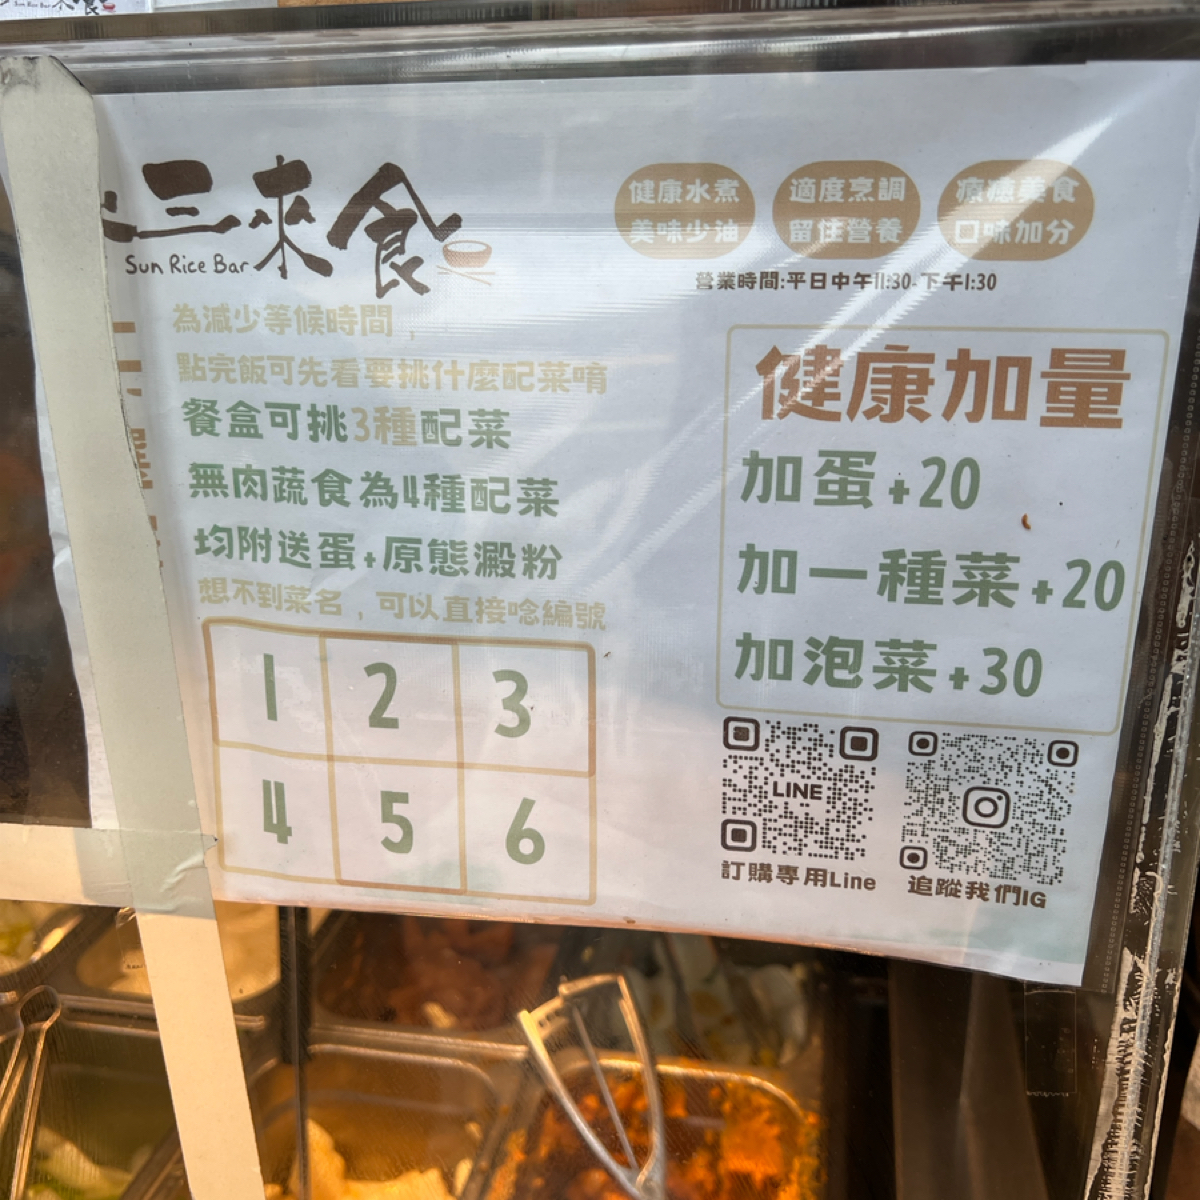 三來食
Sun Rice Bar
健康水煮
美味少油
適度烹調
留住營養
療癒美食
口味加分
營業時間:平日中午11:30-下午1:30
為減少等候時間，
點完飯可先看要挑什麼配菜唷
餐盒可挑3種配菜
無肉蔬食為4種配菜
均附送蛋+原態澱粉
想不到菜名，可以直接唸編號
1 2 3
4 5 6
健康加量
加蛋+20
加一種菜+20
加泡菜+30
LINE
訂購專用Line
追蹤我們IG